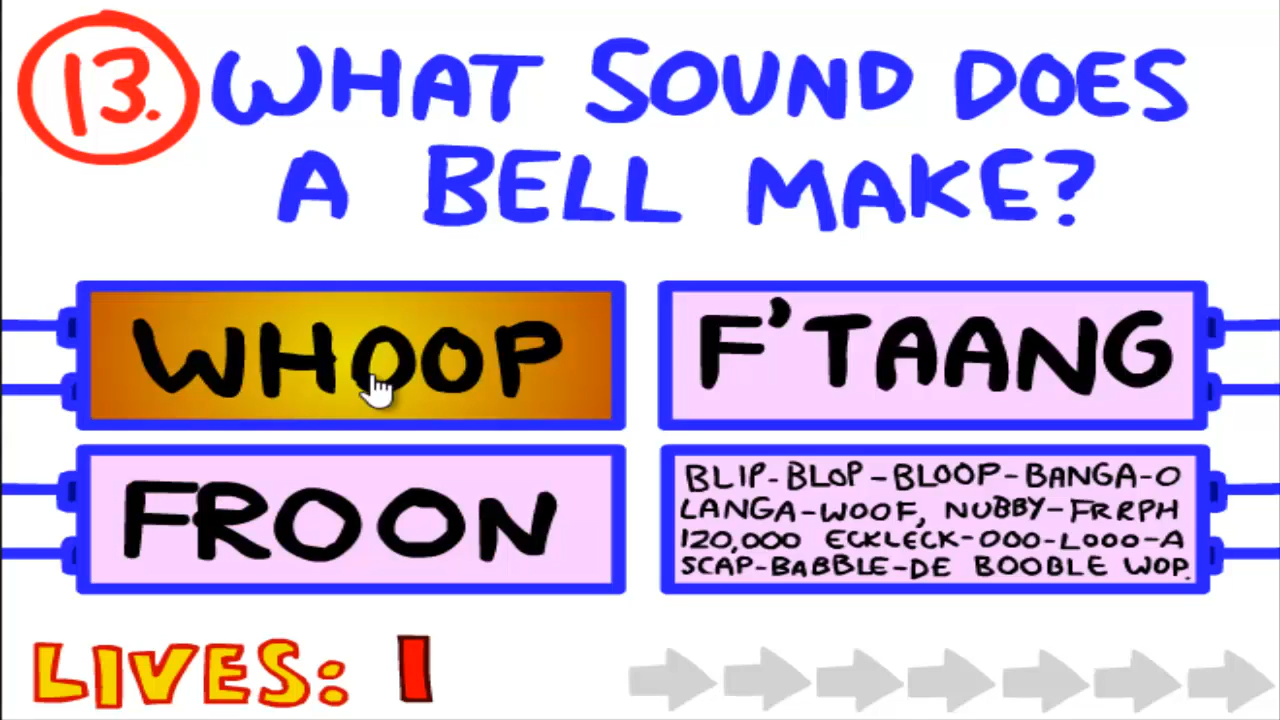 13. WHAT SOUND DOES
A BELL MAKE?
WHOOP
F'TAANG
FROON
BLIP-BLOP-BLOOP-BANGA-O
LANGA-WOOF, NUBBY-FRRPH
120,000 ECKLECK-OOO-LOOO-A
SCAP-BABBLE-DE BOOBLE WOP.
LIVES: 1